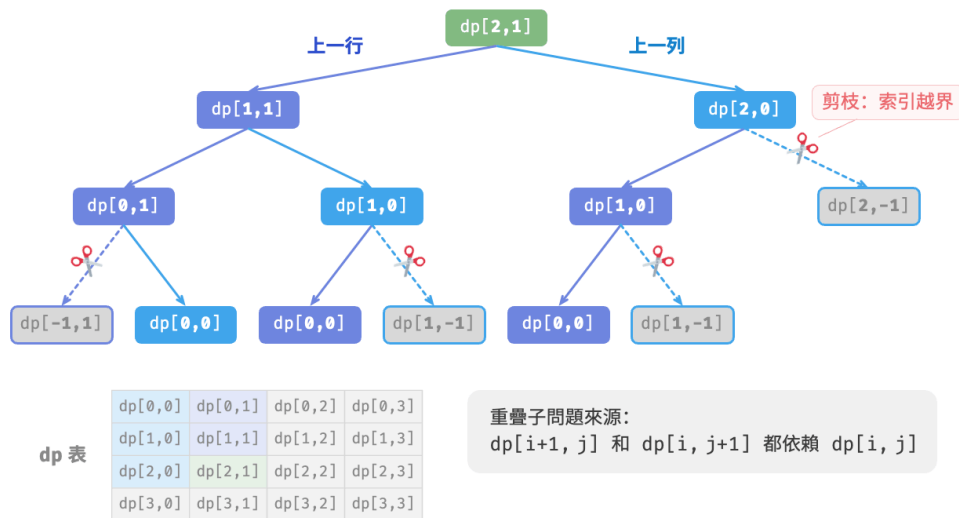 dp[2,1]
上一行
上一列
dp[1,1]
dp[2,0]
剪枝：索引越界
dp[0,1]
dp[1,0]
dp[1,0]
dp[2,-1]
dp[-1,1]
dp[0,0]
dp[0,0]
dp[1,-1]
dp[0,0]
dp[1,-1]
dp 表
dp[0,0] dp[0,1] dp[0,2] dp[0,3]
dp[1,0] dp[1,1] dp[1,2] dp[1,3]
dp[2,0] dp[2,1] dp[2,2] dp[2,3]
dp[3,0] dp[3,1] dp[3,2] dp[3,3]
重疊子問題來源：
dp[i+1, j] 和 dp[i, j+1] 都依賴 dp[i, j]